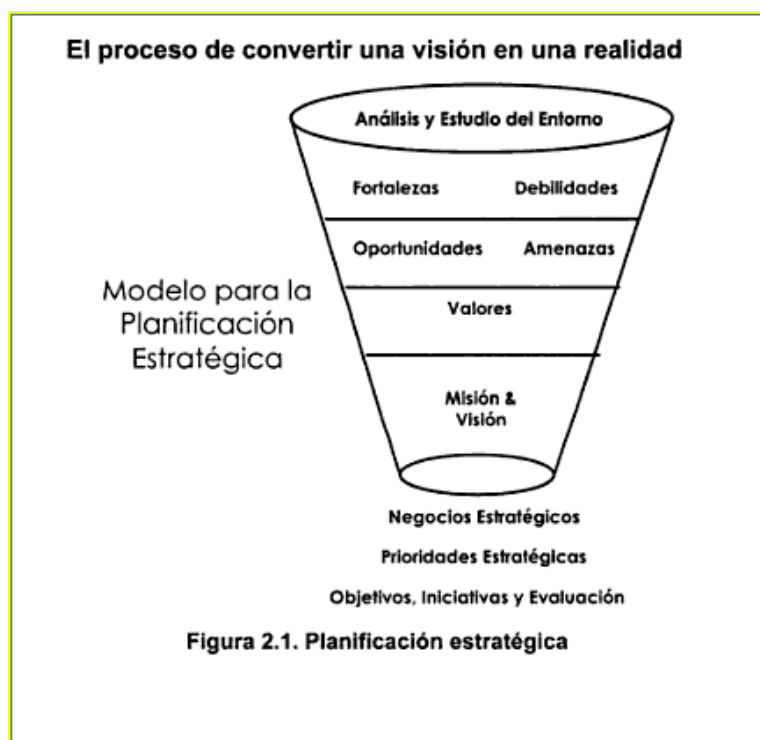 El proceso de convertir una visión en una realidad
Análisis y Estudio del Entorno
Fortalezas Debilidades
Oportunidades Amenazas
Valores
Modelo para la
Planificación
Estratégica
Misión &
Visión
Negocios Estratégicos
Prioridades Estratégicas
Objetivos, Iniciativas y Evaluación
Figura 2.1. Planificación estratégica